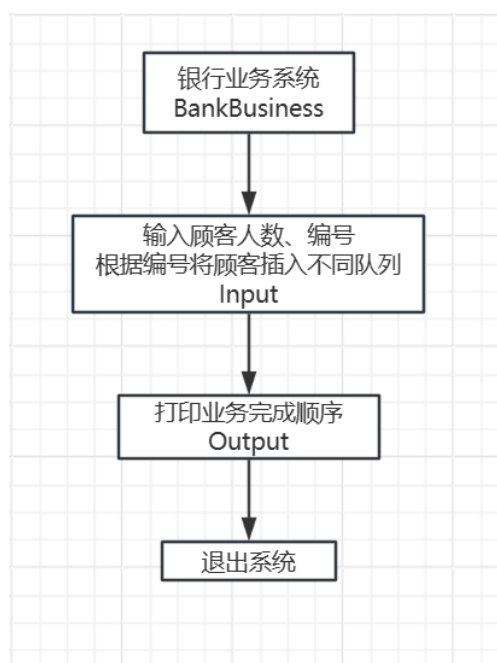 银行业务系统
BankBusiness
输入顾客人数、编号
根据编号将顾客插入不同队列
Input
打印业务完成顺序
Output
退出系统